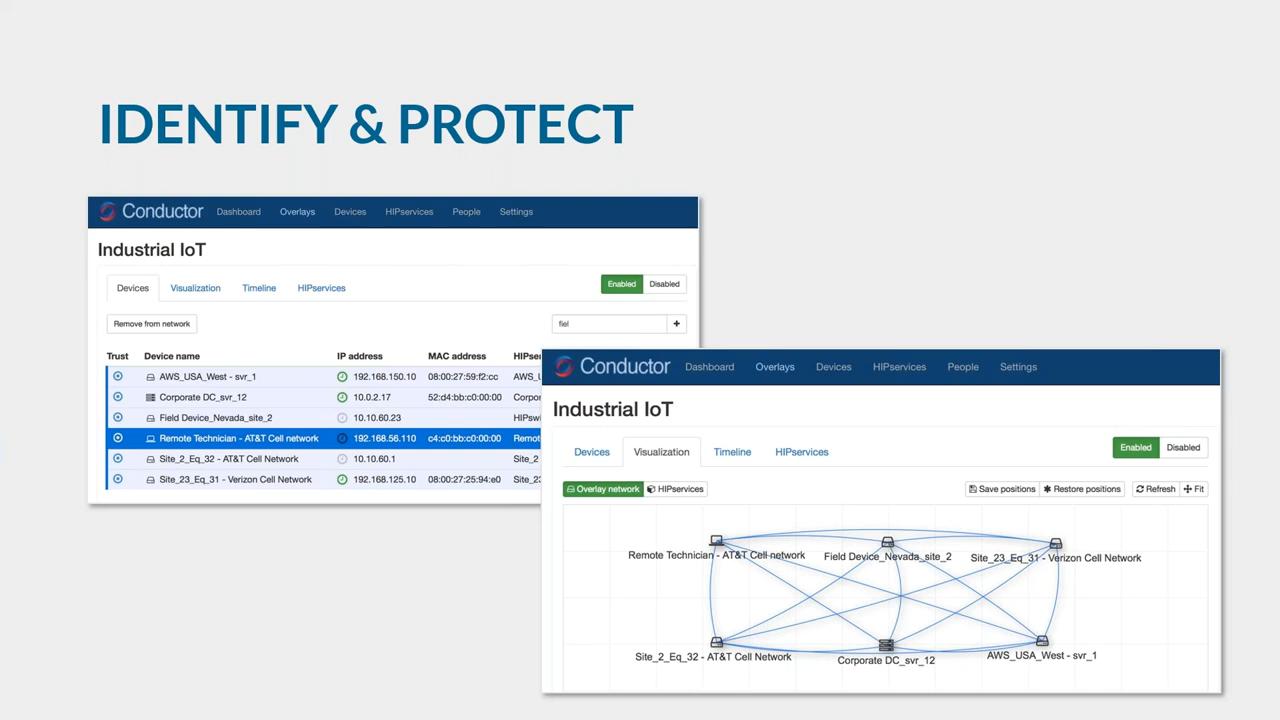 IDENTIFY & PROTECT
Conductor Dashboard Overlays Devices HIPservices People Settings
Industrial IoT
Devices Visualization Timeline HIPservices Enabled Disabled
Remove from network fiel +
Trust Device name IP address MAC address HIPser
AWS_USA_West - svr_1 192.168.150.10 08:00:27:59:f2:cc AWS_U
Corporate DC_svr_12 10.0.2.17 52:d4:bb:c0:00:00 Corpor
Field Device_Nevada_site_2 10.10.60.23 HIPswi
Remote Technician - AT&T Cell network 192.168.56.110 c4:c0:bb:c0:00:00 Remot
Site_2_Eq_32 - AT&T Cell Network 10.10.60.1 Site_2
Site_23_Eq_31 - Verizon Cell Network 192.168.125.10 08:00:27:25:94:e0 Site_23
Conductor Dashboard Overlays Devices HIPservices People Settings
Industrial IoT
Devices Visualization Timeline HIPservices Enabled Disabled
Overlay network HIPservices Save positions Restore positions Refresh Fit
Remote Technician - AT&T Cell network Field Device_Nevada_site_2 Site_23_Eq_31 - Verizon Cell Network
Site_2_Eq_32 - AT&T Cell Network Corporate DC_svr_12 AWS_USA_West - svr_1